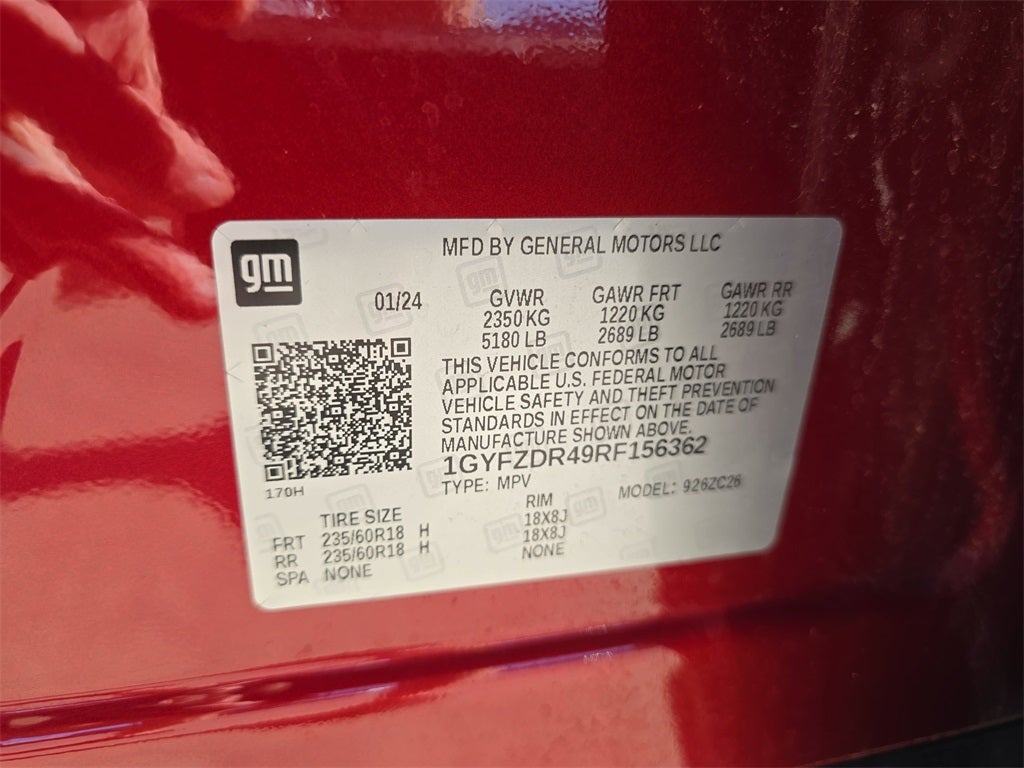 gm
MFD BY GENERAL MOTORS LLC
01/24
GVWR GAWR FRT GAWR RR
2350 KG 1220 KG 1220 KG
5180 LB 2689 LB 2689 LB
THIS VEHICLE CONFORMS TO ALL
APPLICABLE U.S. FEDERAL MOTOR
VEHICLE SAFETY AND THEFT PREVENTION
STANDARDS IN EFFECT ON THE DATE OF
MANUFACTURE SHOWN ABOVE.
1GYFZDR49RF156362
170H
TYPE: MPV MODEL: 926ZC26
TIRE SIZE RIM
FRT 235/60R18 H 18X8J
RR 235/60R18 H 18X8J
SPA NONE NONE